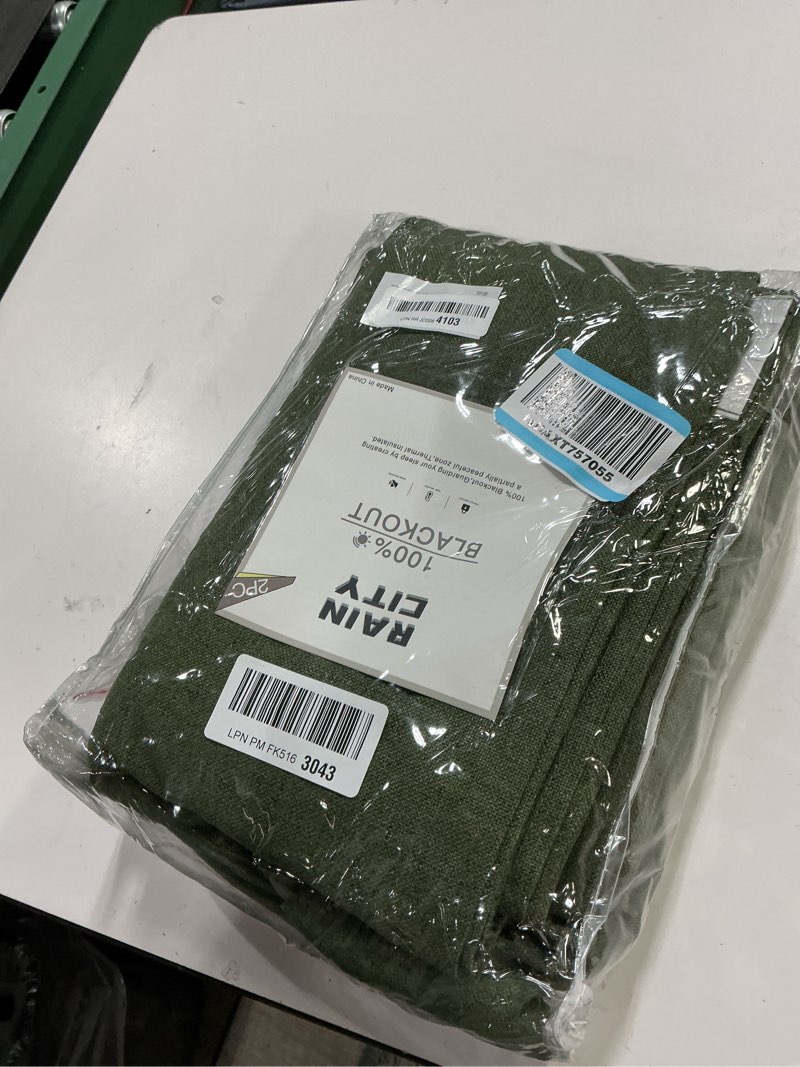 4103
XT757055
Made in China
RAIN
CITY
2PC
100%
BLACKOUT
100% Blackout,Guarding your sleep by creating
a partially peaceful zone,Thermal insulated.
LPN PM FK516 3043